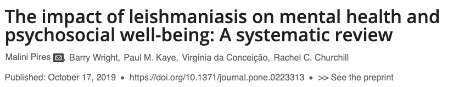 The impact of leishmaniasis on mental health and
psychosocial well-being: A systematic review
Malini Pires, Barry Wright, Paul M. Kaye, Virgínia da Conceição, Rachel C. Churchill
Published: October 17, 2019 • https://doi.org/10.1371/journal.pone.0223313 • >> See the preprint